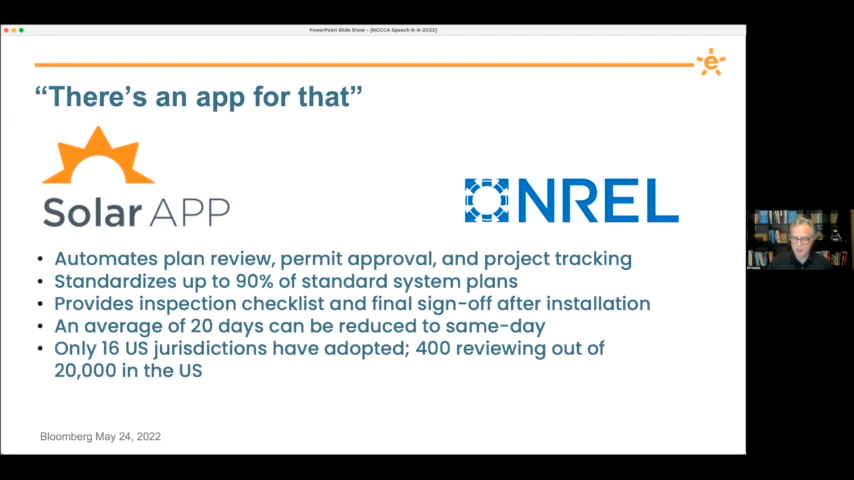 PowerPoint Slide Show - [NCCCA Speech 6-9-2022]
e
“There’s an app for that”
Solar APP
NREL
• Automates plan review, permit approval, and project tracking
• Standardizes up to 90% of standard system plans
• Provides inspection checklist and final sign-off after installation
• An average of 20 days can be reduced to same-day
• Only 16 US jurisdictions have adopted; 400 reviewing out of
20,000 in the US
Bloomberg May 24, 2022